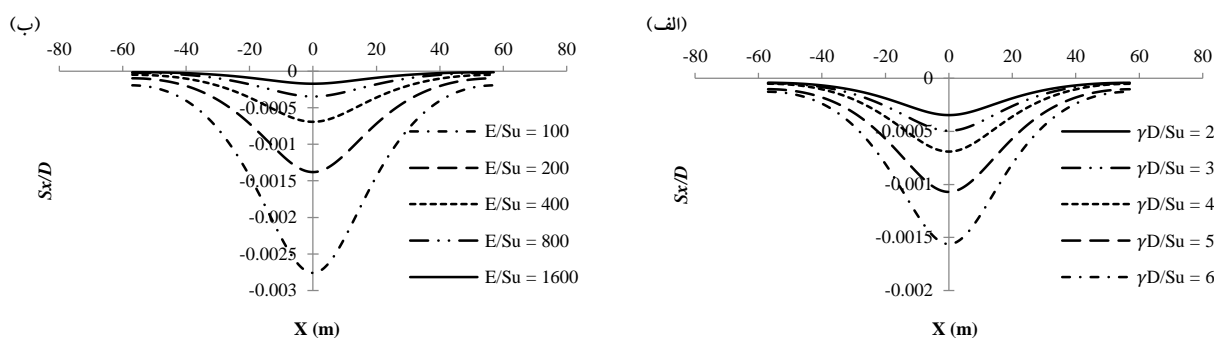 (ب)
-80 -60 -40 -20 0 20 40 60 80
0
-0.0005
-0.001
-0.0015
-0.002
-0.0025
-0.003
Sx/D
X (m)
E/Su = 100
E/Su = 200
E/Su = 400
E/Su = 800
E/Su = 1600
(الف)
-80 -60 -40 -20 0 20 40 60 80
0
-0.0005
-0.001
-0.0015
-0.002
Sx/D
X (m)
γD/Su = 2
γD/Su = 3
γD/Su = 4
γD/Su = 5
γD/Su = 6